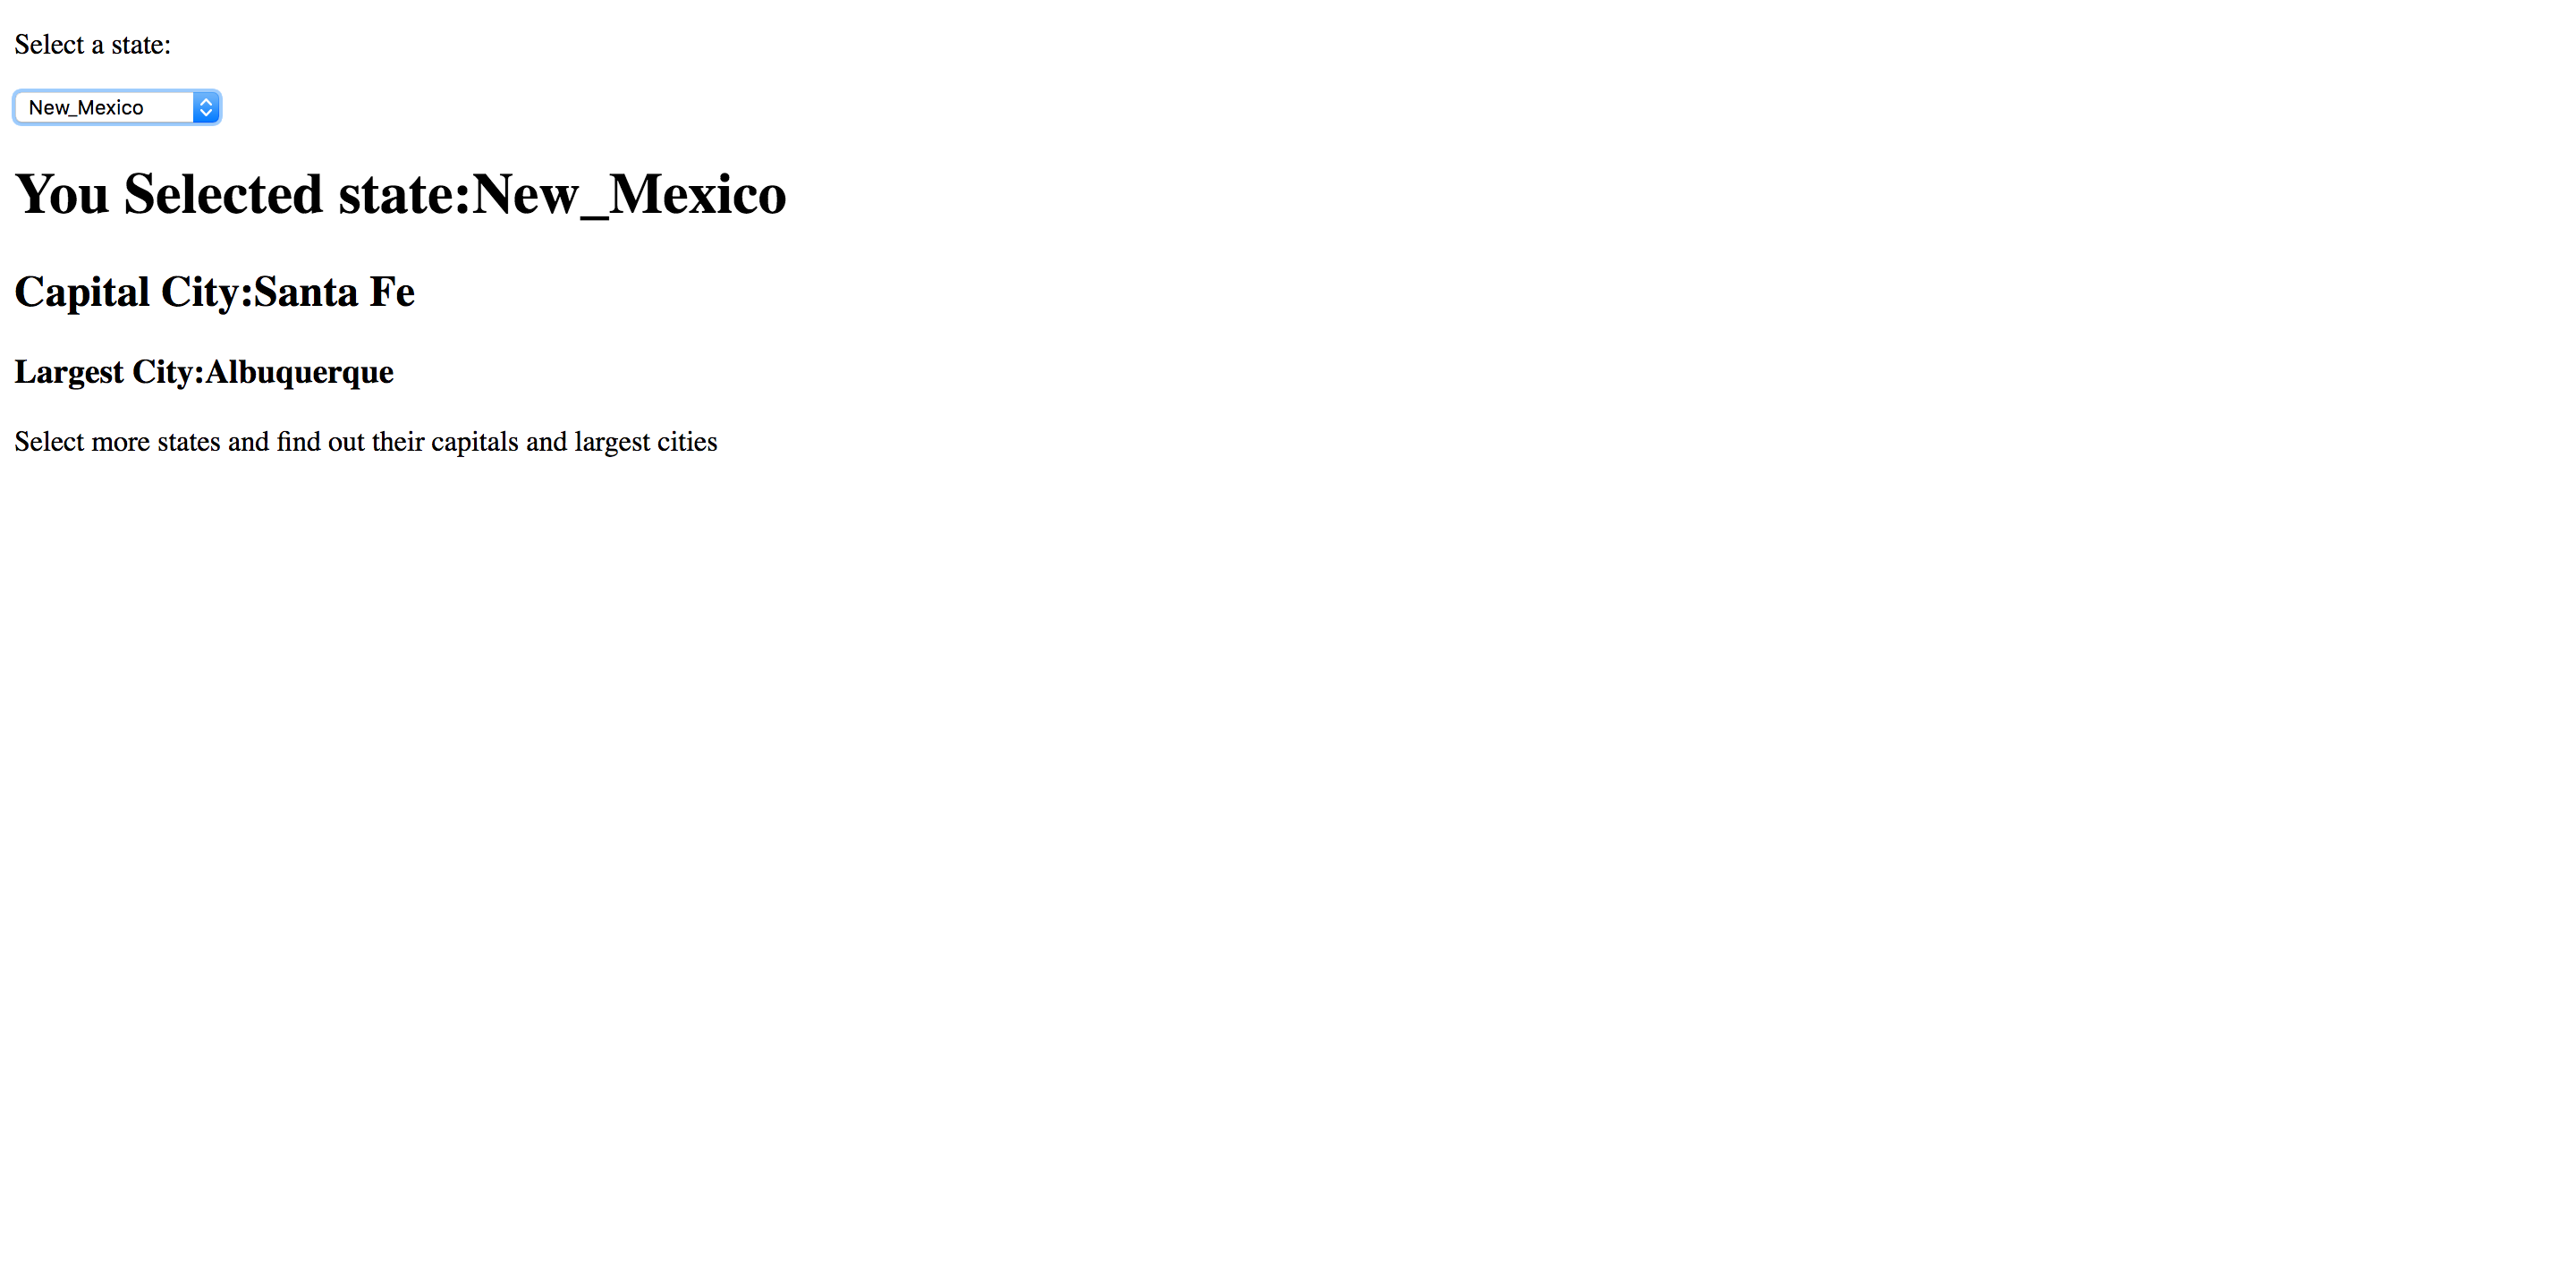 Select a state:
New_Mexico
You Selected state:New_Mexico
Capital City:Santa Fe
Largest City:Albuquerque
Select more states and find out their capitals and largest cities